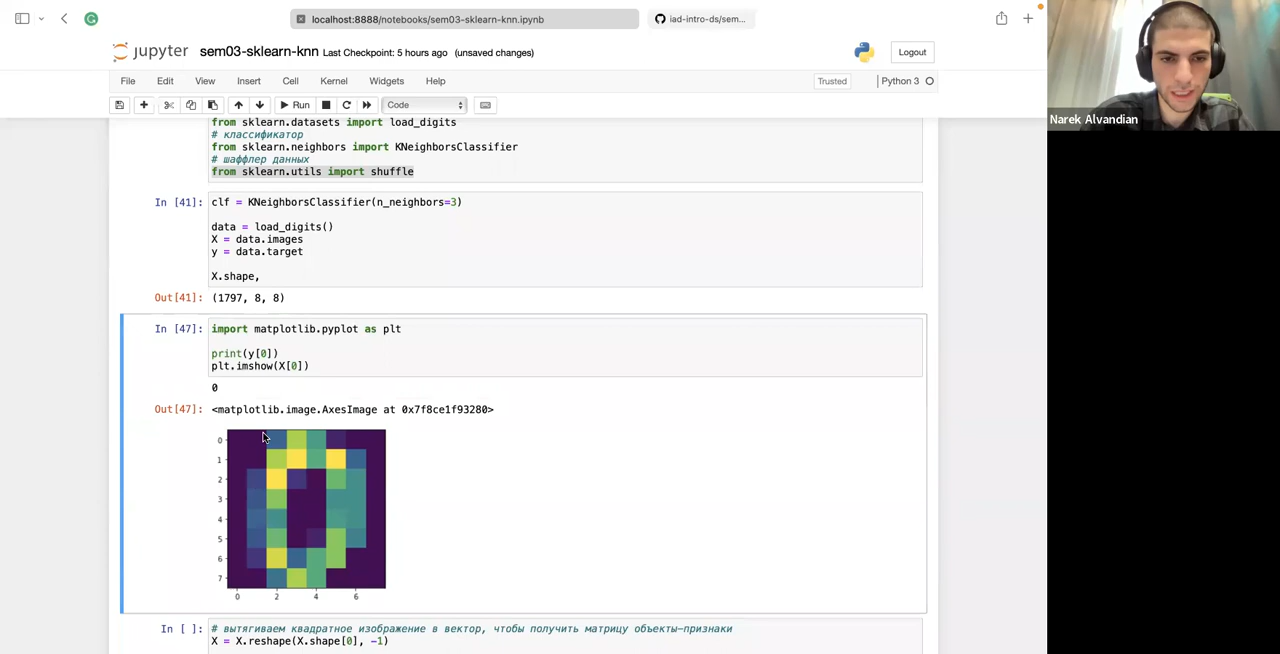 localhost:8888/notebooks/sem03-sklearn-knn.ipynb
iad-intro-ds/sem...
jupyter sem03-sklearn-knn Last Checkpoint: 5 hours ago (unsaved changes)
Logout
File Edit View Insert Cell Kernel Widgets Help
Trusted
Python 3
Run
Code
Narek Alvandian
from sklearn.datasets import load_digits
# классификатор
from sklearn.neighbors import KNeighborsClassifier
# шаффлер данных
from sklearn.utils import shuffle
In [41]: clf = KNeighborsClassifier(n_neighbors=3)
data = load_digits()
X = data.images
y = data.target
X.shape,
Out[41]: (1797, 8, 8)
In [47]: import matplotlib.pyplot as plt
print(y[0])
plt.imshow(X[0])
0
Out[47]: <matplotlib.image.AxesImage at 0x7f8ce1f93280>
0
1
2
3
4
5
6
7
0 2 4 6
In [ ]: # вытягиваем квадратное изображение в вектор, чтобы получить матрицу объекты-признаки
X = X.reshape(X.shape[0], -1)